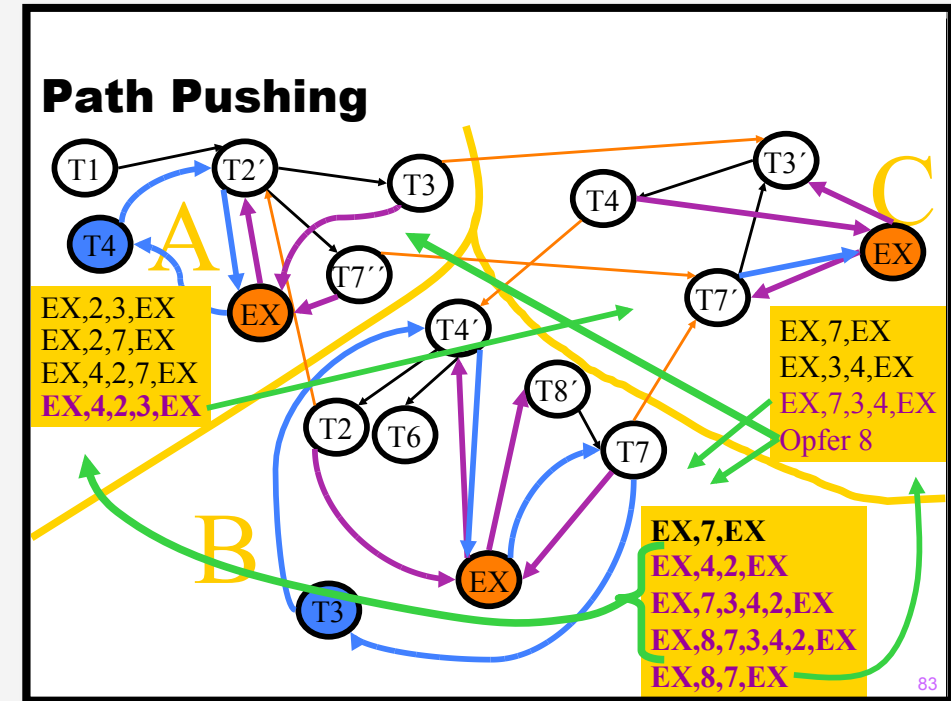 Path Pushing
T1
T2´
T3
T4
T3´
C
T4
A
EX
T7´´
EX
T7´
EX,2,3,EX
EX,2,7,EX
EX,4,2,7,EX
EX,4,2,3,EX
T4´
EX,7,EX
EX,3,4,EX
EX,7,3,4,EX
Opfer 8
T8´
T2
T6
T7
B
EX
T3
EX,7,EX
EX,4,2,EX
EX,7,3,4,2,EX
EX,8,7,3,4,2,EX
EX,8,7,EX
83